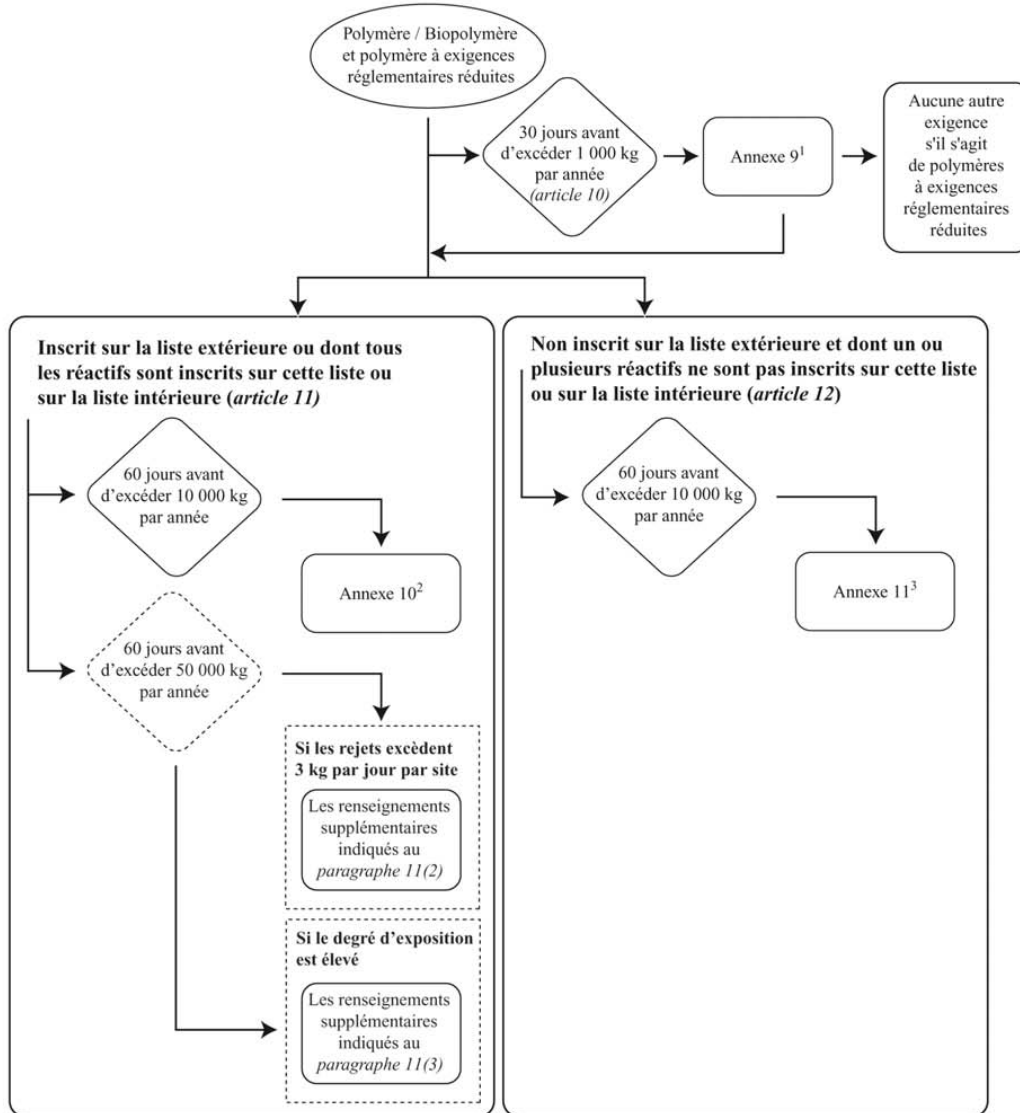 Polymère / Biopolymère
et polymère à exigences
réglementaires réduites
30 jours avant
d'excéder 1 000 kg
par année
(article 10)
Annexe 9¹
Aucune autre
exigence
s'il s'agit
de polymères
à exigences
réglementaires
réduites
Inscrit sur la liste extérieure ou dont tous
les réactifs sont inscrits sur cette liste ou
sur la liste intérieure (article 11)
60 jours avant
d'excéder 10 000 kg
par année
Annexe 10²
60 jours avant
d'excéder 50 000 kg
par année
Si les rejets excèdent
3 kg par jour par site
Les renseignements
supplémentaires
indiqués au
paragraphe 11(2)
Si le degré d'exposition
est élevé
Les renseignements
supplémentaires
indiqués au
paragraphe 11(3)
Non inscrit sur la liste extérieure et dont un ou
plusieurs réactifs ne sont pas inscrits sur cette liste
ou sur la liste intérieure (article 12)
60 jours avant
d'excéder 10 000 kg
par année
Annexe 11³